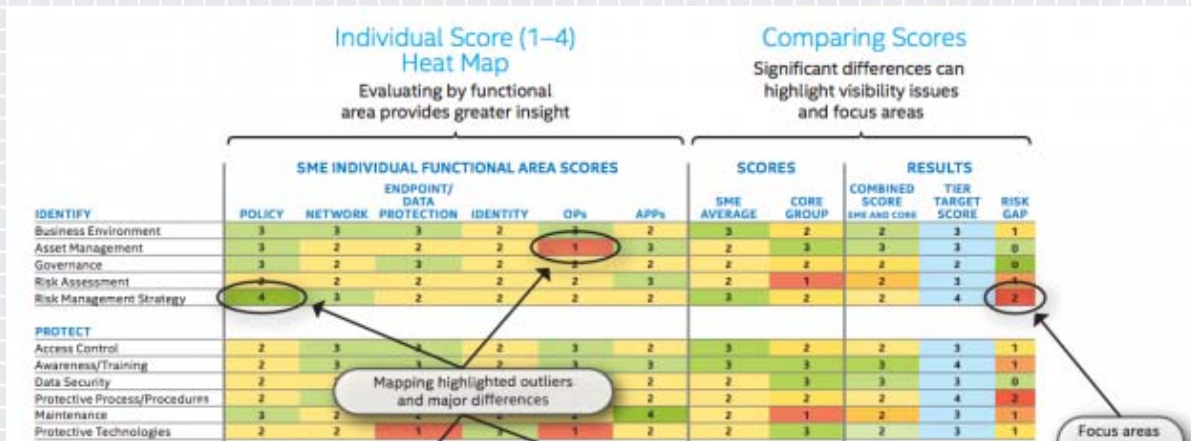 Individual Score (1–4)
Heat Map
Evaluating by functional
area provides greater insight
Comparing Scores
Significant differences can
highlight visibility issues
and focus areas
SME INDIVIDUAL FUNCTIONAL AREA SCORES
SCORES
RESULTS
IDENTIFY POLICY NETWORK ENDPOINT/ DATA PROTECTION IDENTITY OPs APPs SME AVERAGE CORE GROUP COMBINED SCORE SME AND CORE TIER TARGET SCORE RISK GAP
Business Environment 3 3 3 2 2 3 2 2 3 1
Asset Management 3 2 2 2 1 3 2 3 3 3 0
Governance 3 2 3 2 2 2 2 2 2 0
Risk Assessment 2 2 2 2 3 2 1 2 3 1
Risk Management Strategy 4 3 2 2 2 2 3 2 2 4 2
PROTECT
Access Control 2 3 3 2 3 2 3 2 2 3 1
Awareness/Training 2 3 3 2 3 3 3 3 3 4 1
Data Security 2 2 2 3 3 3 0
Protective Process/Procedures 2 2 2 2 2 4 2
Maintenance 3 2 4 2 1 2 3 1
Protective Technologies 2 2 1 3 1 2 2 3 2 3 1
Mapping highlighted outliers
and major differences
Focus areas